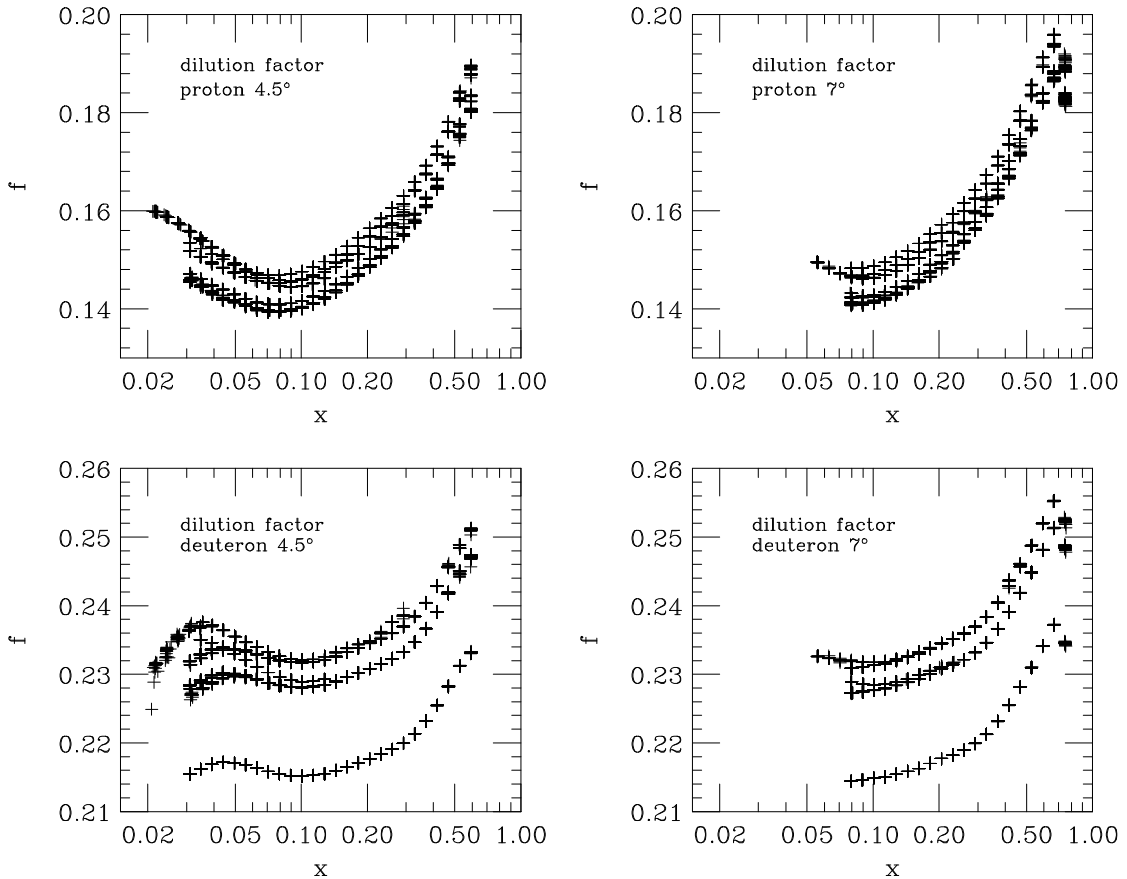 0.20
0.18
0.16
0.14
f
dilution factor
proton 4.5°
0.02 0.05 0.10 0.20 0.50 1.00
x
0.20
0.18
0.16
0.14
f
dilution factor
proton 7°
0.02 0.05 0.10 0.20 0.50 1.00
x
0.26
0.25
0.24
0.23
0.22
0.21
f
dilution factor
deuteron 4.5°
0.02 0.05 0.10 0.20 0.50 1.00
x
0.26
0.25
0.24
0.23
0.22
0.21
f
dilution factor
deuteron 7°
0.02 0.05 0.10 0.20 0.50 1.00
x